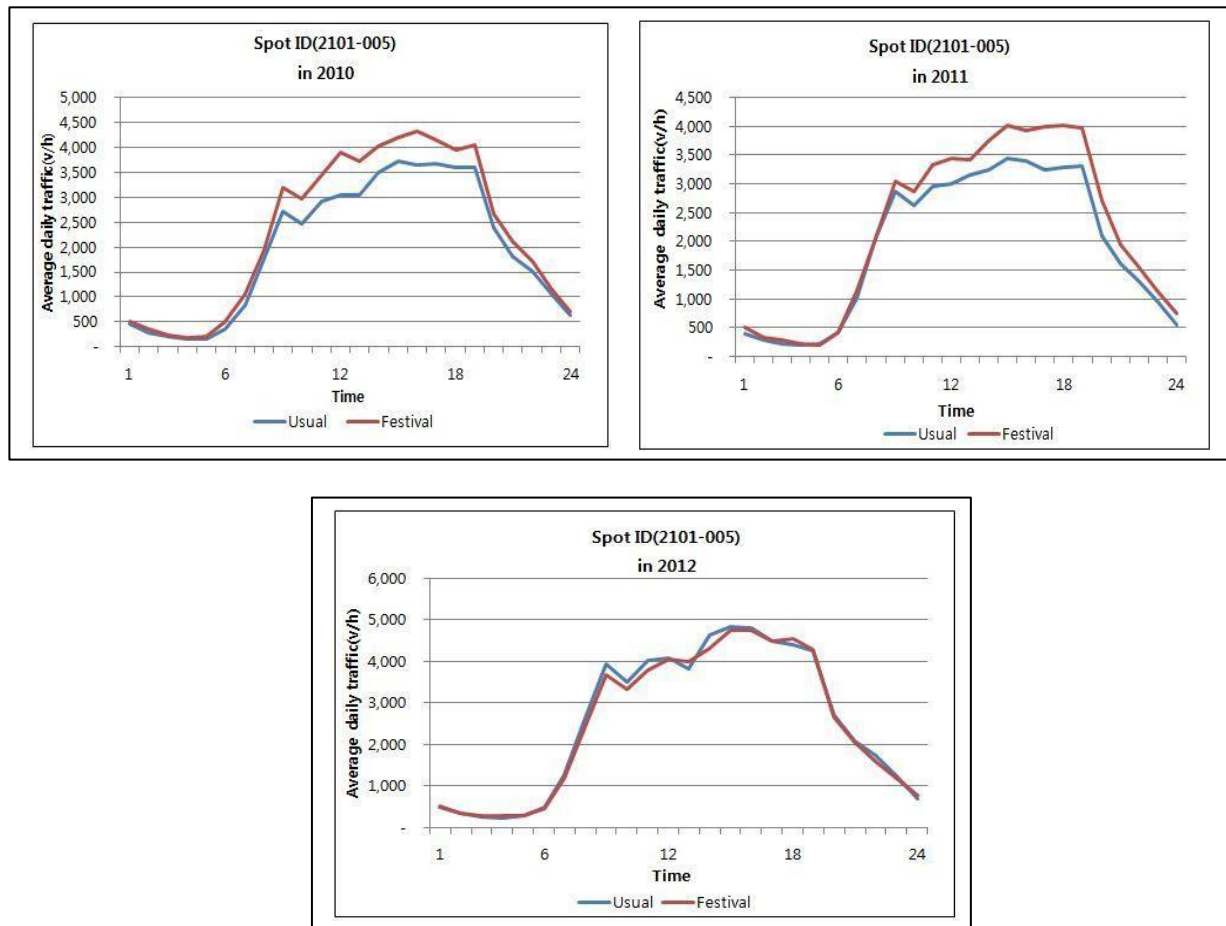 Spot ID(2101-005)
in 2010
Average daily traffic(v/h)
5,000
4,500
4,000
3,500
3,000
2,500
2,000
1,500
1,000
500
-
1 6 12 18 24
Time
Usual Festival
Spot ID(2101-005)
in 2011
Average daily traffic(v/h)
4,500
4,000
3,500
3,000
2,500
2,000
1,500
1,000
500
-
1 6 12 18 24
Time
Usual Festival
Spot ID(2101-005)
in 2012
Average daily traffic(v/h)
6,000
5,000
4,000
3,000
2,000
1,000
-
1 6 12 18 24
Time
Usual Festival